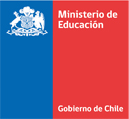 Ministerio de
Educación
Gobierno de Chile